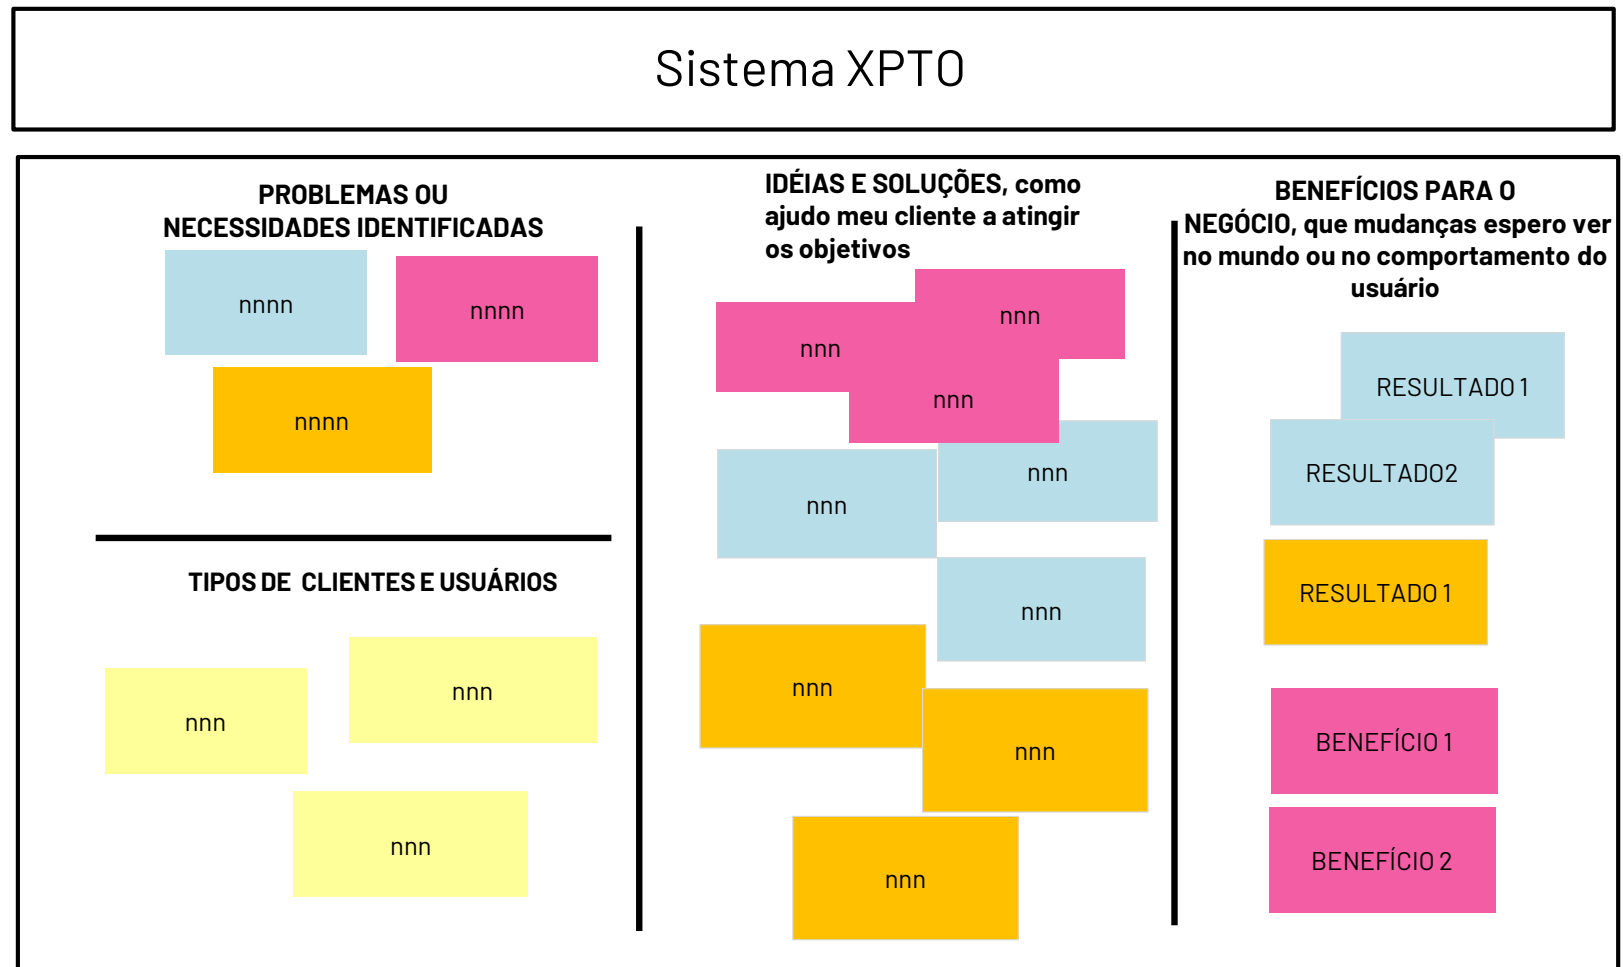 Sistema XPTO
PROBLEMAS OU
NECESSIDADES IDENTIFICADAS
nnnn
nnnn
nnnn
TIPOS DE CLIENTES E USUÁRIOS
nnn
nnn
nnn
IDÉIAS E SOLUÇÕES, como
ajudo meu cliente a atingir
os objetivos
nnn
nnn
nnn
nnn
nnn
nnn
nnn
nnn
nnn
BENEFÍCIOS PARA O
NEGÓCIO, que mudanças espero ver
no mundo ou no comportamento do
usuário
RESULTADO 1
RESULTADO2
RESULTADO 1
BENEFÍCIO 1
BENEFÍCIO 2